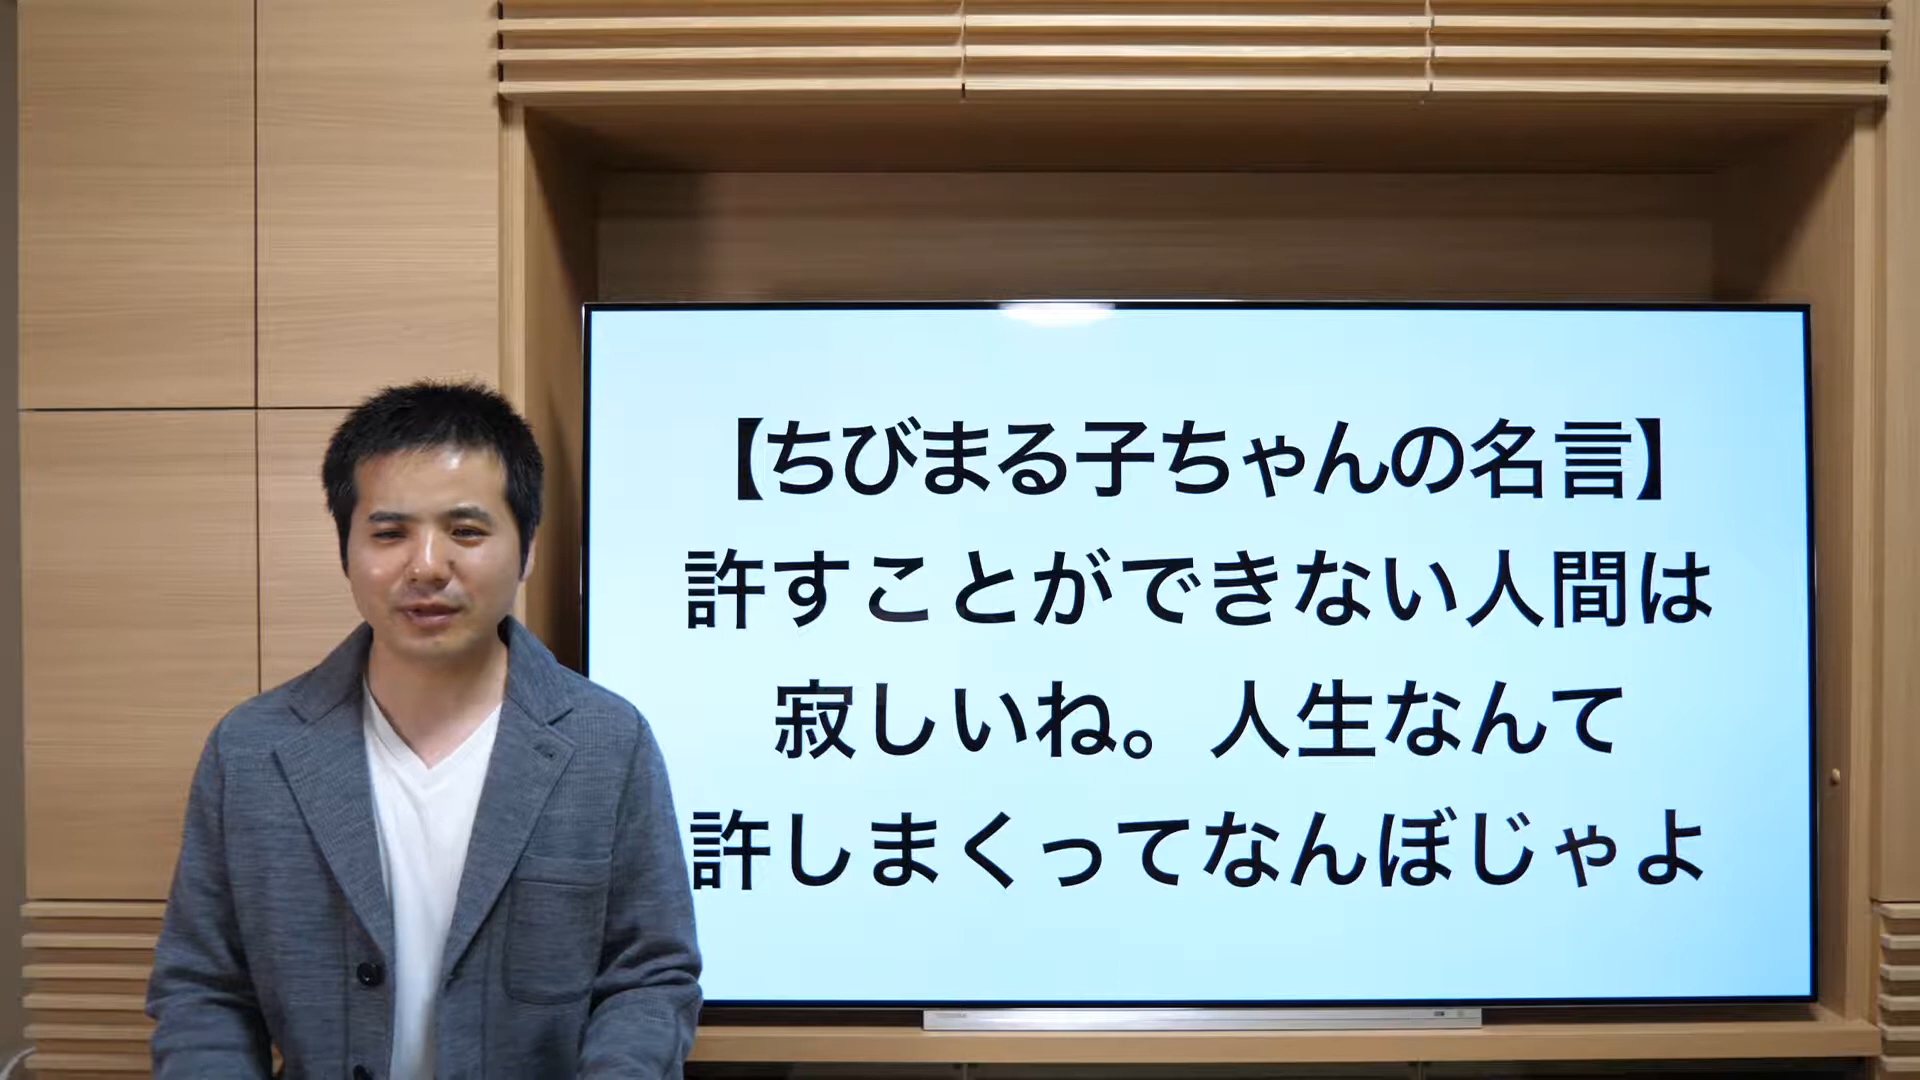 【ちびまる子ちゃんの名言】
許すことができない人間は
寂しいね。人生なんて
許しまくってなんぼじゃよ
TOSHIBA